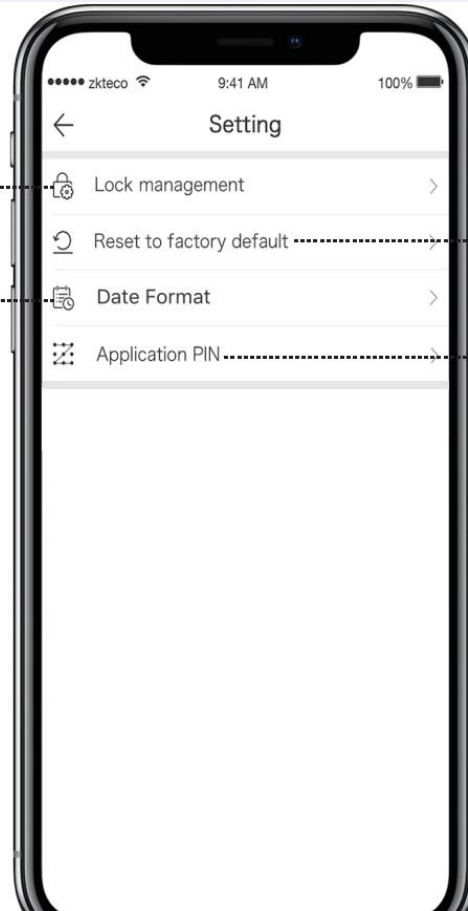 zkteco 9:41 AM 100%
Setting
Lock management
Reset to factory default
Date Format
Application PIN